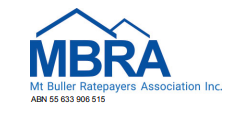 MBRA
Mt Buller Ratepayers Association Inc.
ABN 55 633 906 515